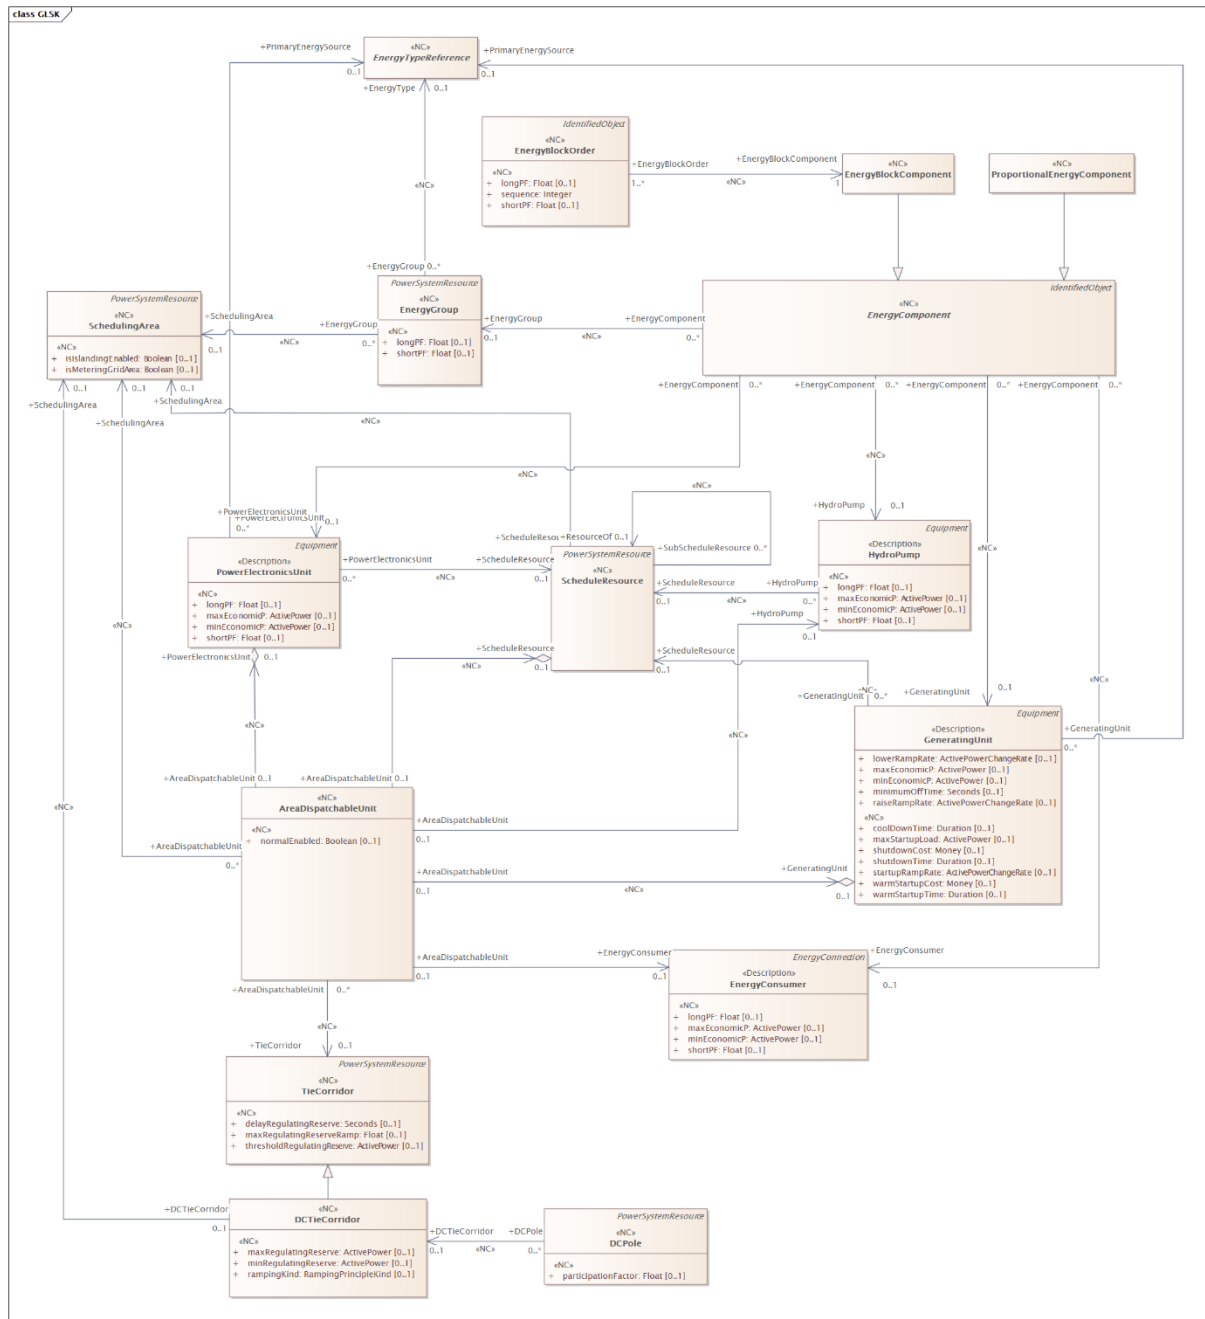 class GLSK
+PrimaryEnergySource
0..1
«NC»
EnergyTypeReference
+PrimaryEnergySource
0..1
+EnergyType
0..1
«NC»
IdentifiedObject
«NC»
EnergyBlockOrder
«NC»
+ longPF: Float [0..1]
+ sequence: Integer
+ shortPF: Float [0..1]
+EnergyBlockOrder
1..*
«NC»
+EnergyBlockComponent
1
«NC»
EnergyBlockComponent
«NC»
ProportionalEnergyComponent
+EnergyGroup 0..*
PowerSystemResource
«NC»
EnergyGroup
«NC»
+ longPF: Float [0..1]
+ shortPF: Float [0..1]
IdentifiedObject
«NC»
EnergyComponent
PowerSystemResource
«NC»
SchedulingArea
«NC»
+ isIslandingEnabled: Boolean [0..1]
+ isMeteringGridArea: Boolean [0..1]
+SchedulingArea
0..1
«NC»
+EnergyGroup
0..*
+EnergyGroup
0..1
«NC»
+EnergyComponent
0..*
0..1
0..1
0..1
+SchedulingArea
+SchedulingArea
+SchedulingArea
«NC»
+EnergyComponent
0..*
+EnergyComponent
0..*
+EnergyComponent
0..*
+EnergyComponent
0..*
«NC»
«NC»
«NC»
«NC»
+PowerElectronicsUnit
0..1
+PowerElectronicsUnit
0..*
«NC»
Equipment
«Description»
PowerElectronicsUnit
«NC»
+ longPF: Float [0..1]
+ maxEconomicP: ActivePower [0..1]
+ minEconomicP: ActivePower [0..1]
+ shortPF: Float [0..1]
+PowerElectronicsUnit
0..*
«NC»
+ScheduleResource
0..1
+ResourceOf 0..1
«NC»
+SubScheduleResource 0..*
PowerSystemResource
«NC»
ScheduleResource
+HydroPump
0..1
Equipment
«Description»
HydroPump
«NC»
+ longPF: Float [0..1]
+ maxEconomicP: ActivePower [0..1]
+ minEconomicP: ActivePower [0..1]
+ shortPF: Float [0..1]
+ScheduleResource
0..1
«NC»
+HydroPump
0..*
+HydroPump
0..1
+ScheduleResource
0..1
+GeneratingUnit
«NC»
0..*
+ScheduleResource
0..1
«NC»
+PowerElectronicsUnit
0..1
«NC»
«NC»
«NC»
+GeneratingUnit
0..1
Equipment
«Description»
GeneratingUnit
+ lowerRampRate: ActivePowerChangeRate [0..1]
+ maxEconomicP: ActivePower [0..1]
+ minEconomicP: ActivePower [0..1]
+ minimumOffTime: Seconds [0..1]
+ raiseRampRate: ActivePowerChangeRate [0..1]
«NC»
+ coolDownTime: Duration [0..1]
+ maxStartupLoad: ActivePower [0..1]
+ shutdownCost: Money [0..1]
+ shutdownTime: Duration [0..1]
+ startupRampRate: ActivePowerChangeRate [0..1]
+ warmStartupCost: Money [0..1]
+ warmStartupTime: Duration [0..1]
+GeneratingUnit
0..*
+AreaDispatchableUnit 0..1
+AreaDispatchableUnit 0..1
«NC»
AreaDispatchableUnit
«NC»
+ normalEnabled: Boolean [0..1]
+AreaDispatchableUnit
0..1
+AreaDispatchableUnit
0..*
+AreaDispatchableUnit
0..1
«NC»
+GeneratingUnit
0..1
«NC»
+AreaDispatchableUnit
0..1
«NC»
+EnergyConsumer
0..1
EnergyConnection
«Description»
EnergyConsumer
«NC»
+ longPF: Float [0..1]
+ maxEconomicP: ActivePower [0..1]
+ minEconomicP: ActivePower [0..1]
+ shortPF: Float [0..1]
+EnergyConsumer
0..1
+AreaDispatchableUnit
0..*
«NC»
+TieCorridor
0..1
PowerSystemResource
«NC»
TieCorridor
«NC»
+ delayRegulatingReserve: Seconds [0..1]
+ maxRegulatingReserveRamp: Float [0..1]
+ thresholdRegulatingReserve: ActivePower [0..1]
+DCTieCorridor
0..1
«NC»
DCTieCorridor
«NC»
+ maxRegulatingReserve: ActivePower [0..1]
+ minRegulatingReserve: ActivePower [0..1]
+ rampingKind: RampingPrincipleKind [0..1]
+DCTieCorridor
0..1
«NC»
+DCPole
0..*
PowerSystemResource
«NC»
DCPole
«NC»
+ participationFactor: Float [0..1]